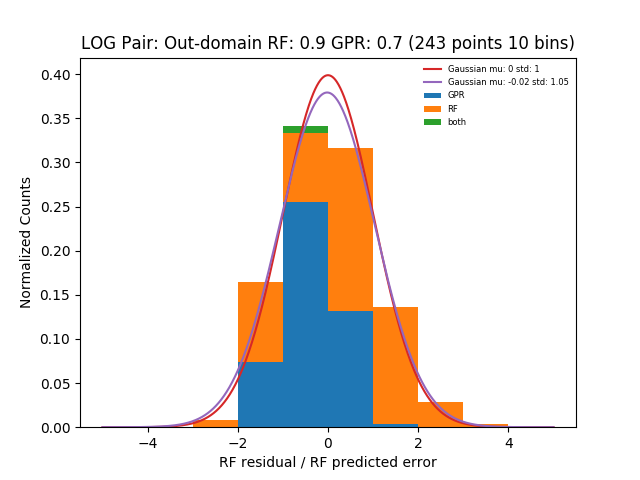 LOG Pair: Out-domain RF: 0.9 GPR: 0.7 (243 points 10 bins)
Gaussian mu: 0 std: 1
Gaussian mu: -0.02 std: 1.05
GPR
RF
both
Normalized Counts
0.40
0.35
0.30
0.25
0.20
0.15
0.10
0.05
0.00
−4 −2 0 2 4
RF residual / RF predicted error